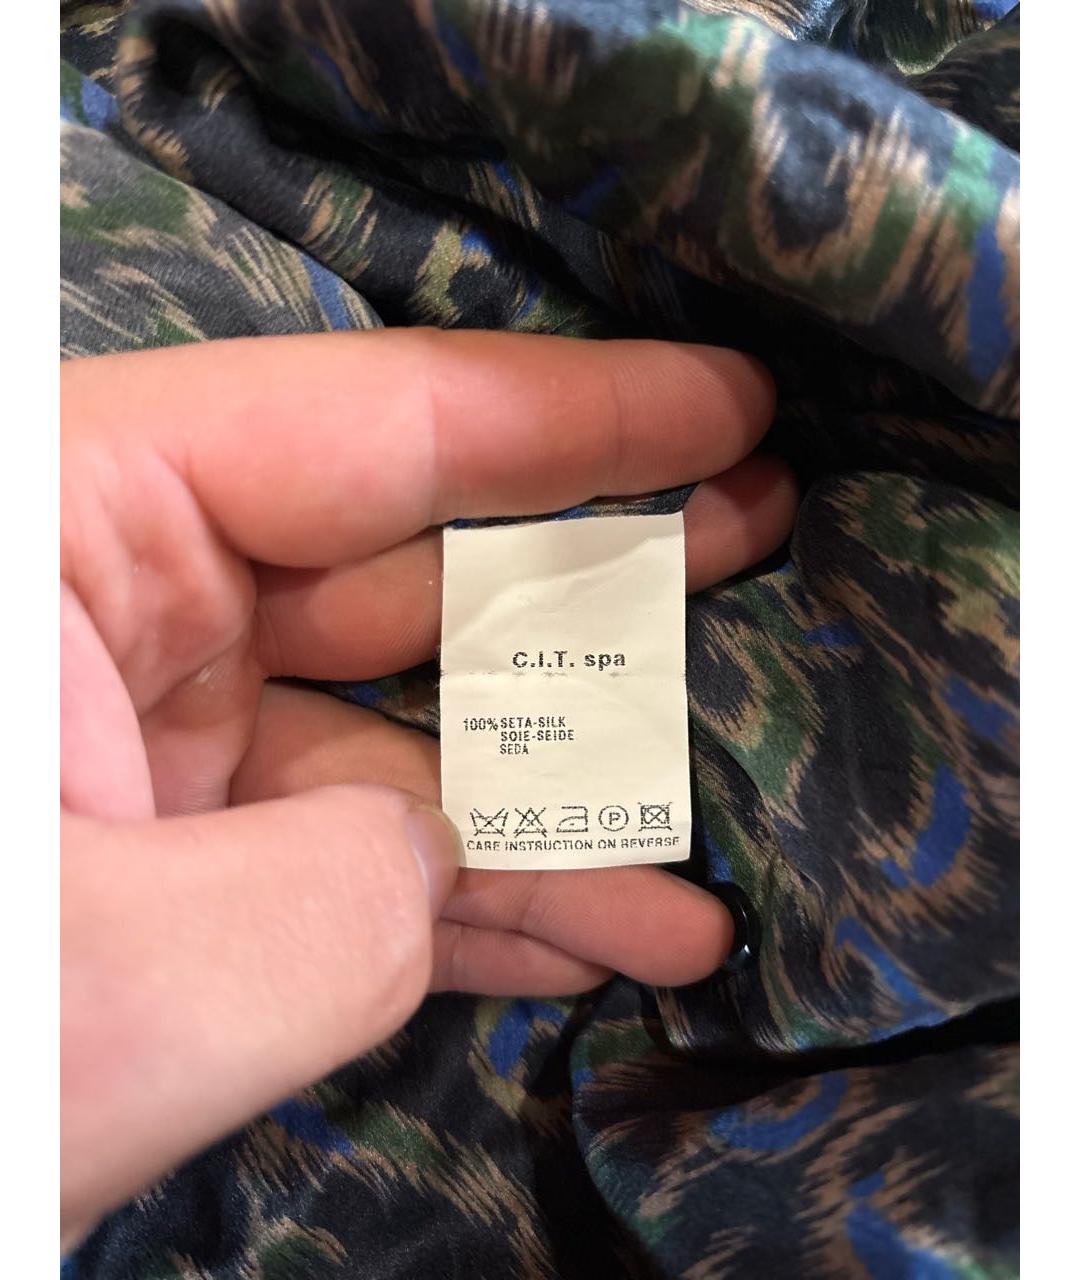 C.I.T. spa
100% SETA-SILK
SOIE-SEIDE
SEDA
P
CARE INSTRUCTION ON REVERSE